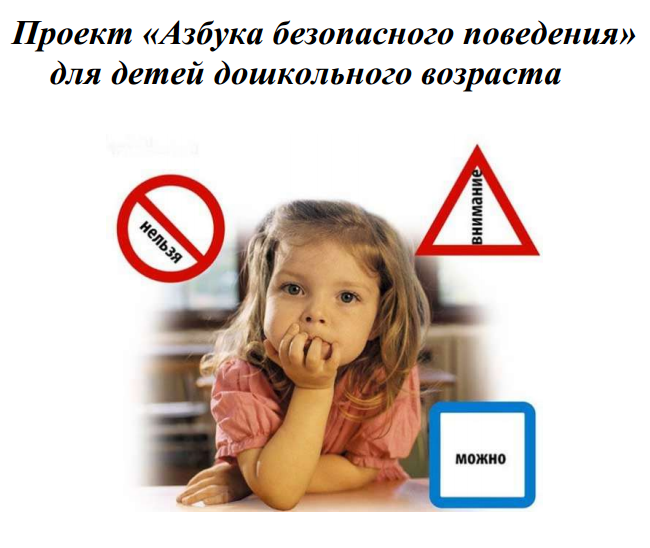 Проект «Азбука безопасного поведения»
для детей дошкольного возраста
нельзя
внимание
можно